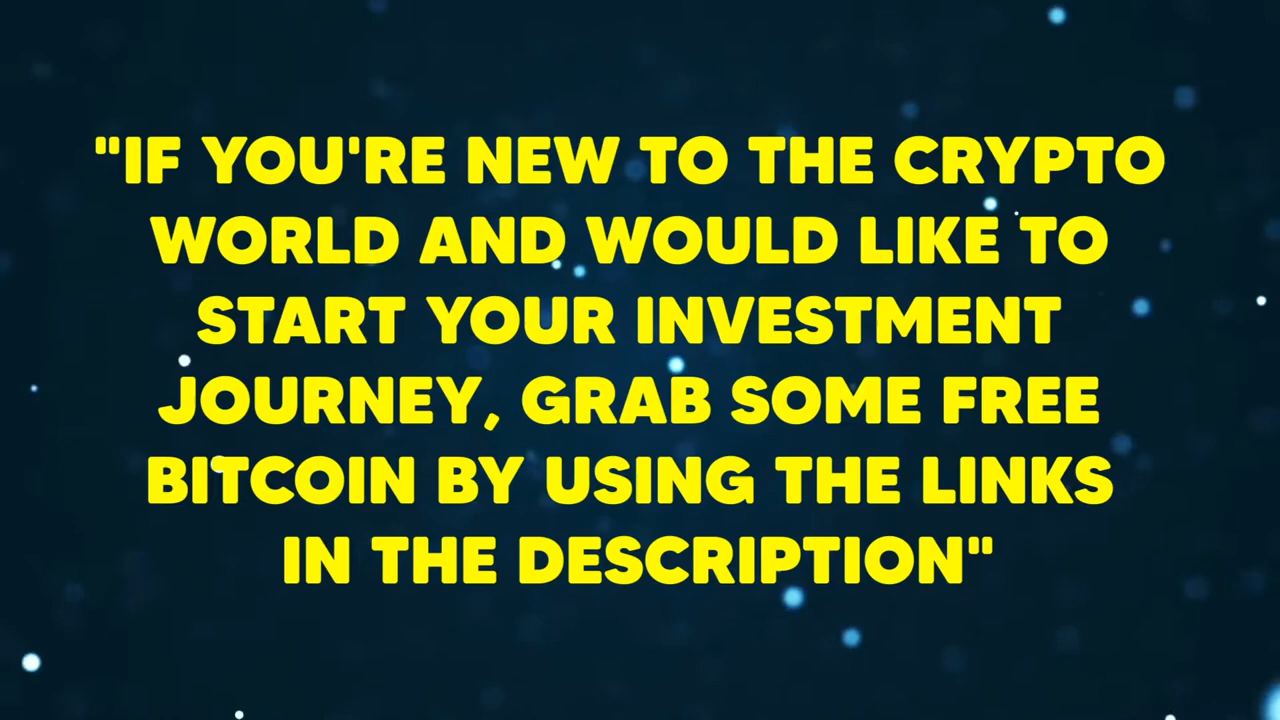 "IF YOU'RE NEW TO THE CRYPTO
WORLD AND WOULD LIKE TO
START YOUR INVESTMENT
JOURNEY, GRAB SOME FREE
BITCOIN BY USING THE LINKS
IN THE DESCRIPTION"